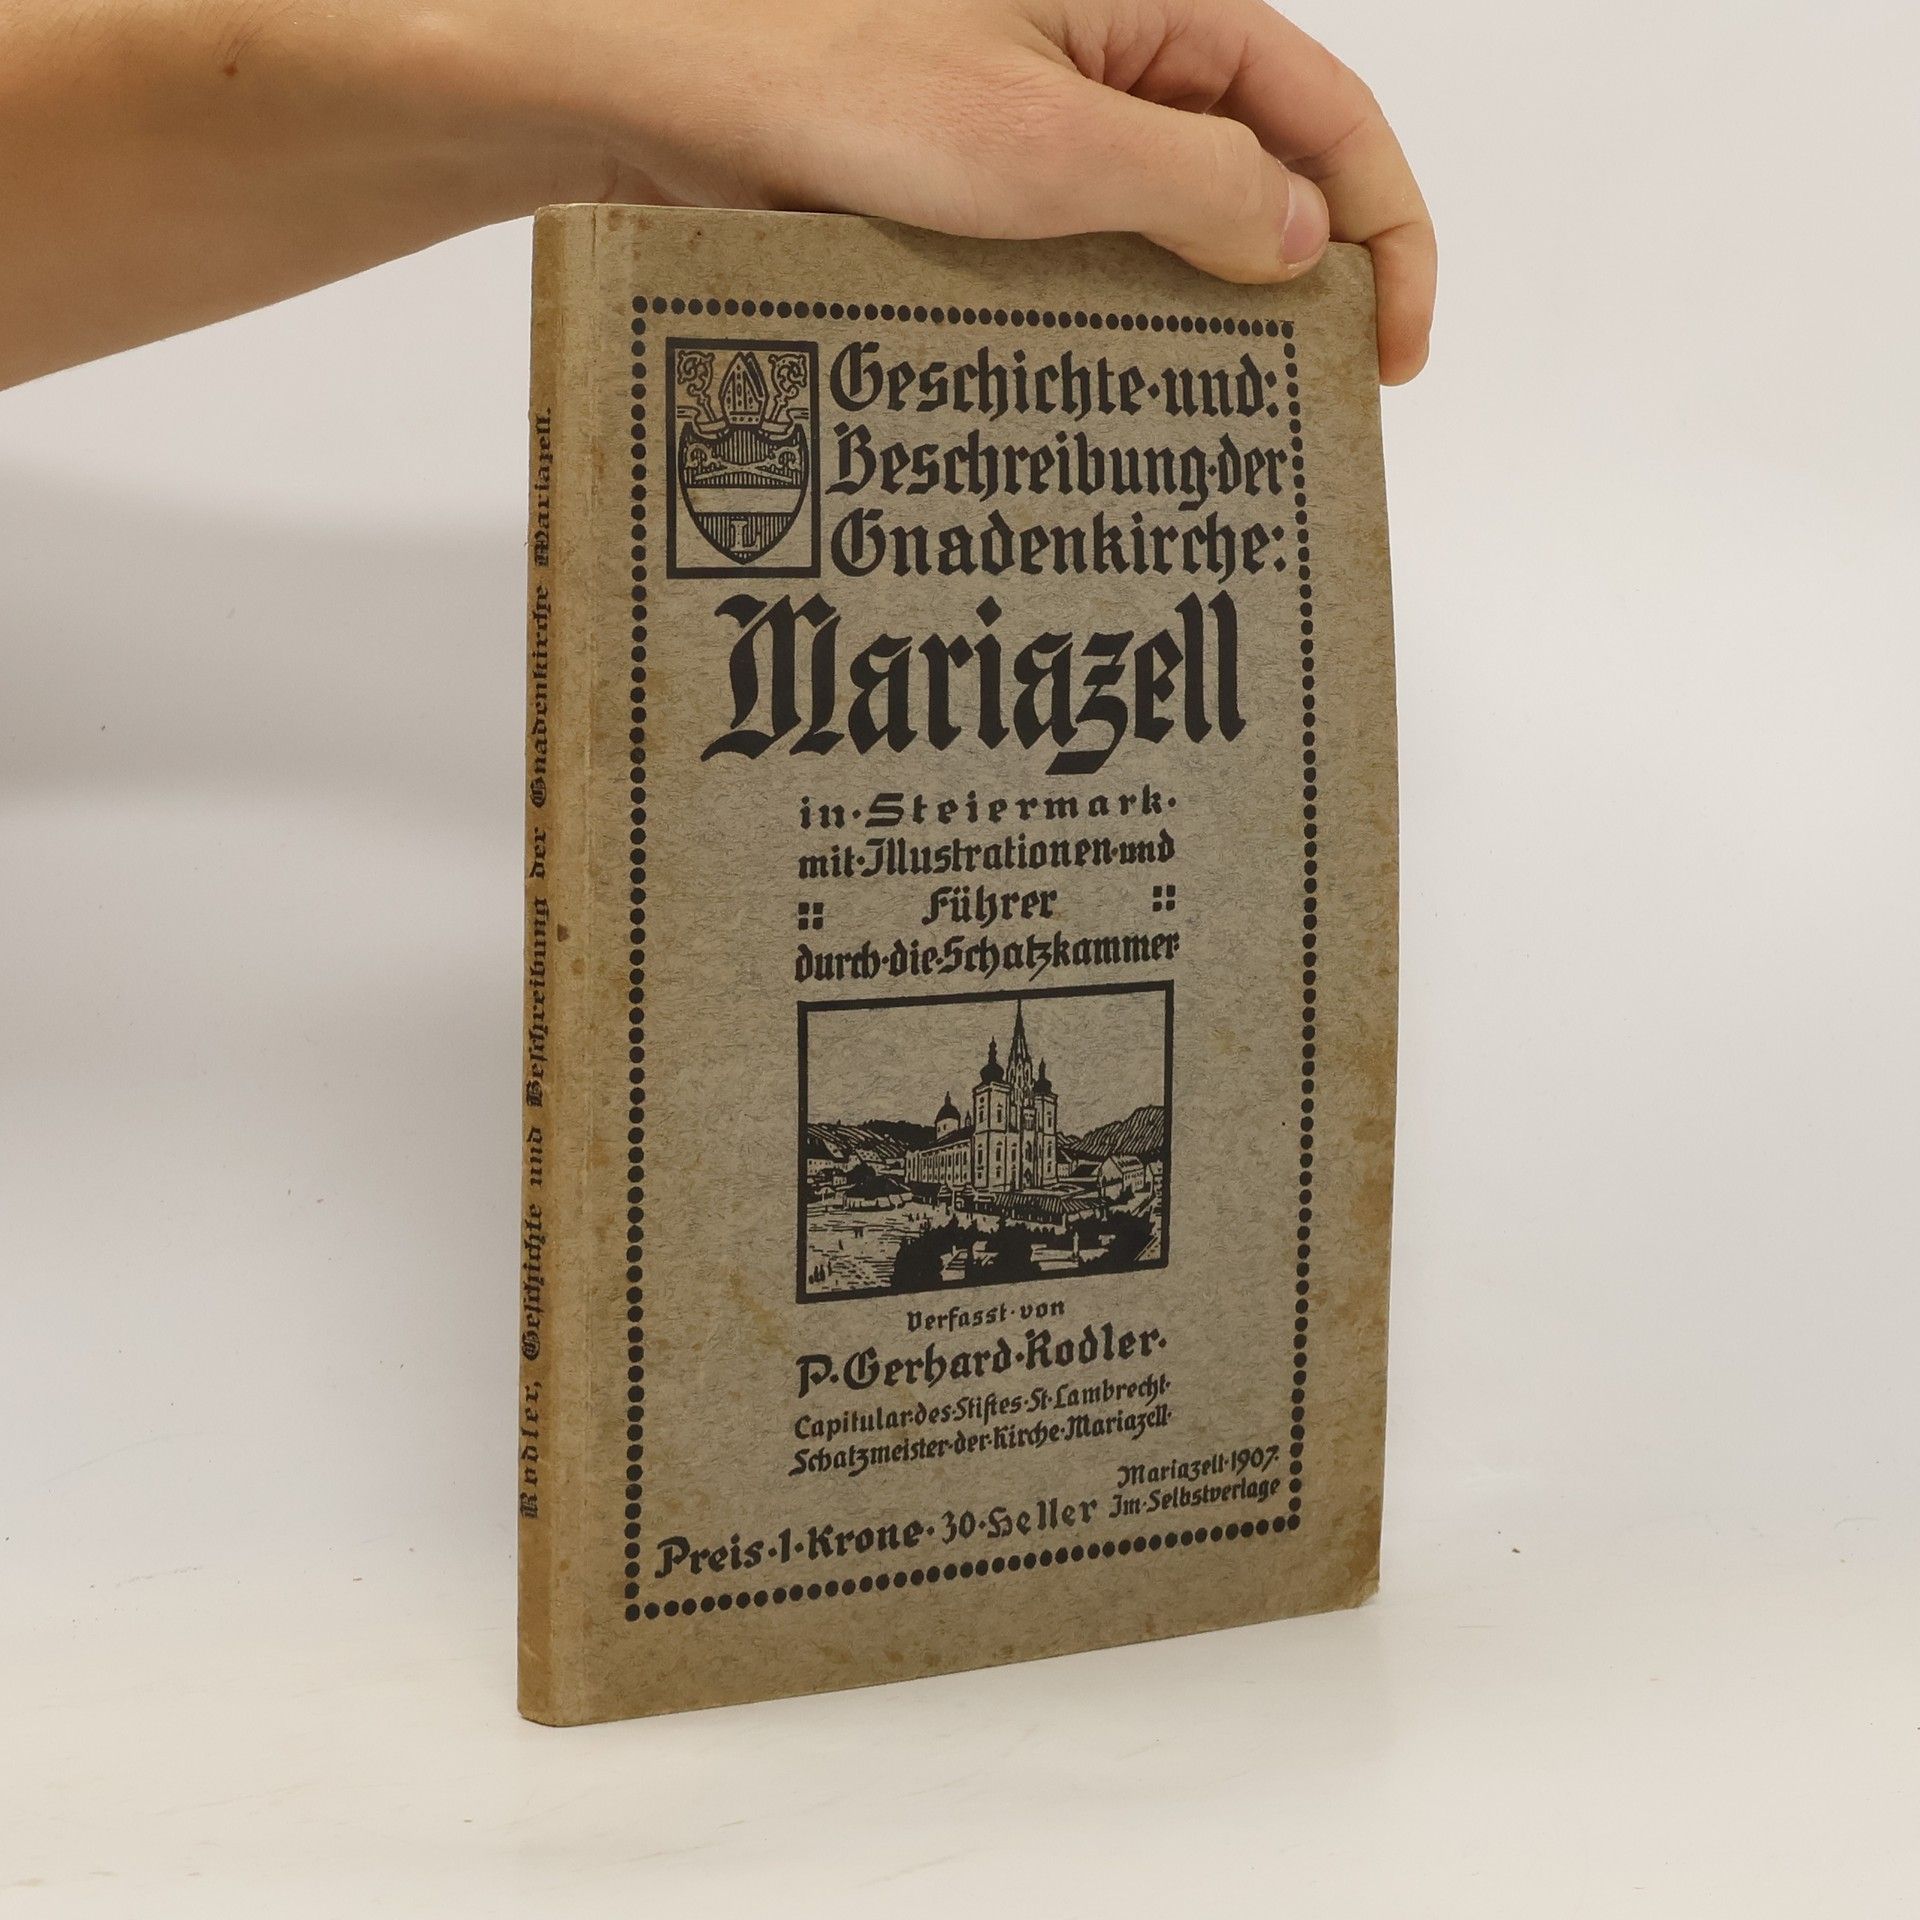 Geschichte·und:
Beschreibung·der
Gnadenkirche:
Mariazell
in·Steiermark·
mit·Illustrationen·und
:: Führer ::
durch·die·Schatzkammer·
L
Verfasst·von
P.·Gerhard·Rodler·
Capitular·des·Stiftes·St·Lambrecht·
Schatzmeister·der·Kirche·Mariazell·
Mariazell·1907·
Im·Selbstverlage
Preis·1·Krone·30·Heller
Rodler, Geschichte und Beschreibung der Gnadenkirche Mariazell.